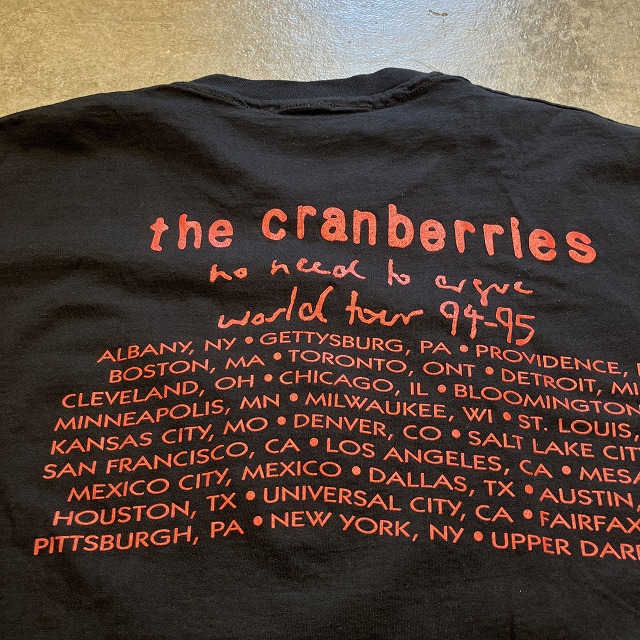 the cranberries
no need to argue
world tour 94-95
ALBANY, NY • GETTYSBURG, PA • PROVIDENCE,
BOSTON, MA • TORONTO, ONT • DETROIT, MI
CLEVELAND, OH • CHICAGO, IL • BLOOMINGTON
MINNEAPOLIS, MN • MILWAUKEE, WI • ST. LOUIS,
KANSAS CITY, MO • DENVER, CO • SALT LAKE CIT
SAN FRANCISCO, CA • LOS ANGELES, CA • MESA
MEXICO CITY, MEXICO • DALLAS, TX • AUSTIN,
HOUSTON, TX • UNIVERSAL CITY, CA • FAIRFAX
PITTSBURGH, PA • NEW YORK, NY • UPPER DAR